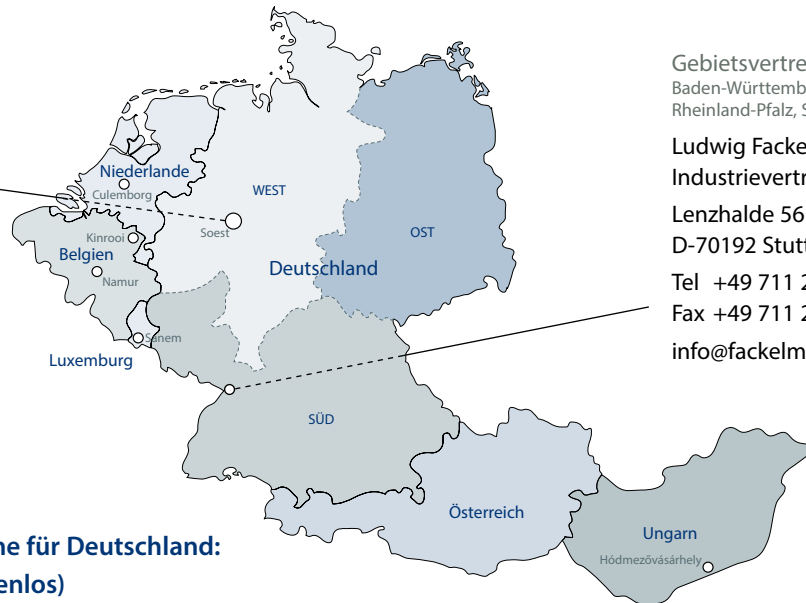 Gebietsvertre
Baden-Württemb
Rheinland-Pfalz, S
Ludwig Facke
Industrievertr
Lenzhalde 56
D-70192 Stutt
Tel +49 711 2
Fax +49 711 2
info@fackelm
Niederlande
Culemborg
WEST
Soest
OST
Kinrooi
Belgien
Namur
Deutschland
Sanem
Luxemburg
SÜD
Österreich
Ungarn
Hódmezővásárhely
ne für Deutschland:
enlos)